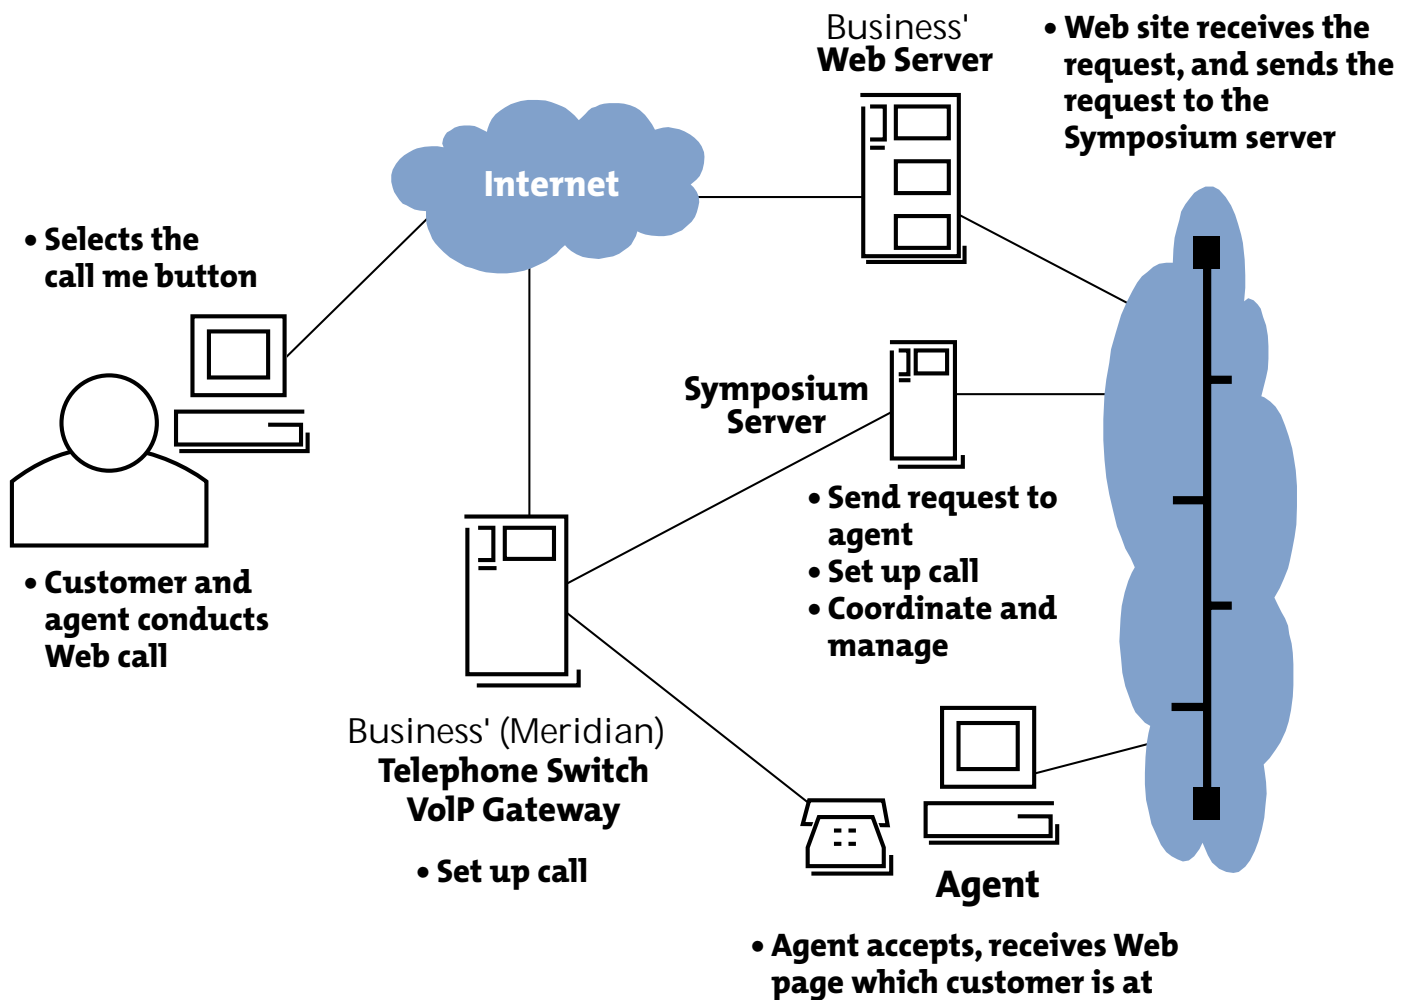 Business'
Web Server
• Web site receives the
request, and sends the
request to the
Symposium server
Internet
• Selects the
call me button
Symposium
Server
• Send request to
agent
• Set up call
• Coordinate and
manage
• Customer and
agent conducts
Web call
Business' (Meridian)
Telephone Switch
VoIP Gateway
• Set up call
Agent
• Agent accepts, receives Web
page which customer is at